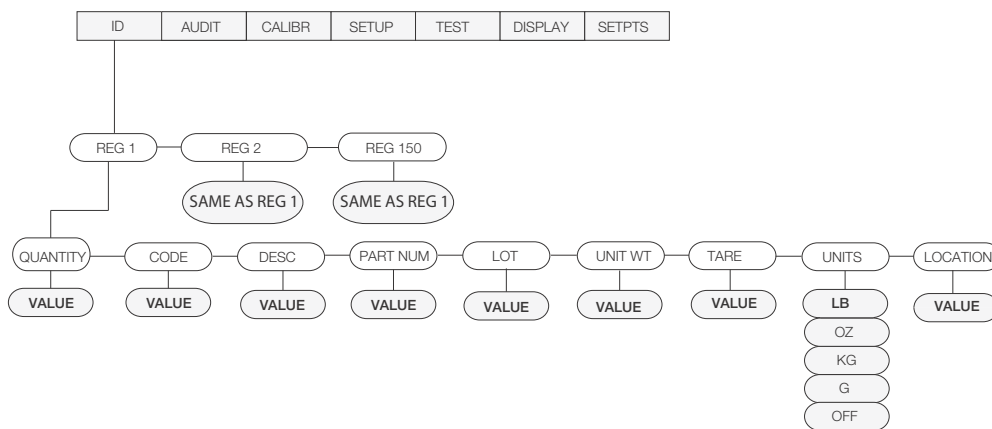 ID AUDIT CALIBR SETUP TEST DISPLAY SETPTS
REG 1 REG 2 REG 150
SAME AS REG 1 SAME AS REG 1
QUANTITY CODE DESC PART NUM LOT UNIT WT TARE UNITS LOCATION
VALUE VALUE VALUE VALUE VALUE VALUE VALUE LB VALUE
OZ
KG
G
OFF